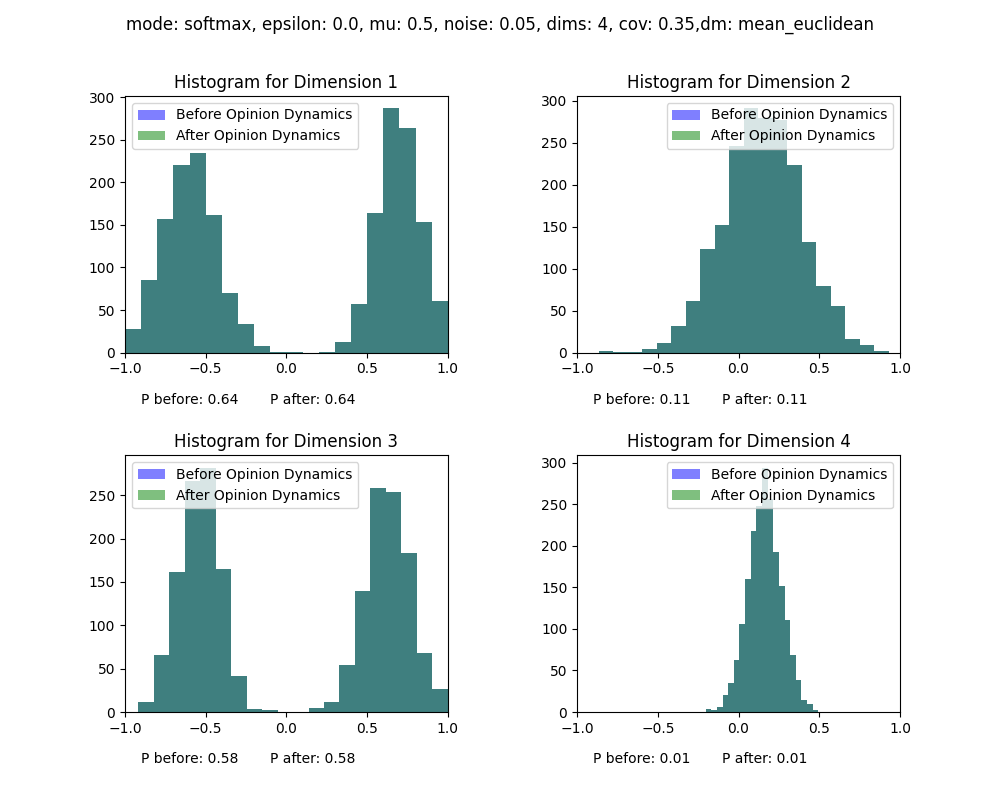 mode: softmax, epsilon: 0.0, mu: 0.5, noise: 0.05, dims: 4, cov: 0.35,dm: mean_euclidean
Histogram for Dimension 1
Before Opinion Dynamics
After Opinion Dynamics
300
250
200
150
100
50
0
−1.0 −0.5 0.0 0.5 1.0
P before: 0.64 P after: 0.64
Histogram for Dimension 2
Before Opinion Dynamics
After Opinion Dynamics
300
250
200
150
100
50
0
−1.0 −0.5 0.0 0.5 1.0
P before: 0.11 P after: 0.11
Histogram for Dimension 3
Before Opinion Dynamics
After Opinion Dynamics
250
200
150
100
50
0
−1.0 −0.5 0.0 0.5 1.0
P before: 0.58 P after: 0.58
Histogram for Dimension 4
Before Opinion Dynamics
After Opinion Dynamics
300
250
200
150
100
50
0
−1.0 −0.5 0.0 0.5 1.0
P before: 0.01 P after: 0.01